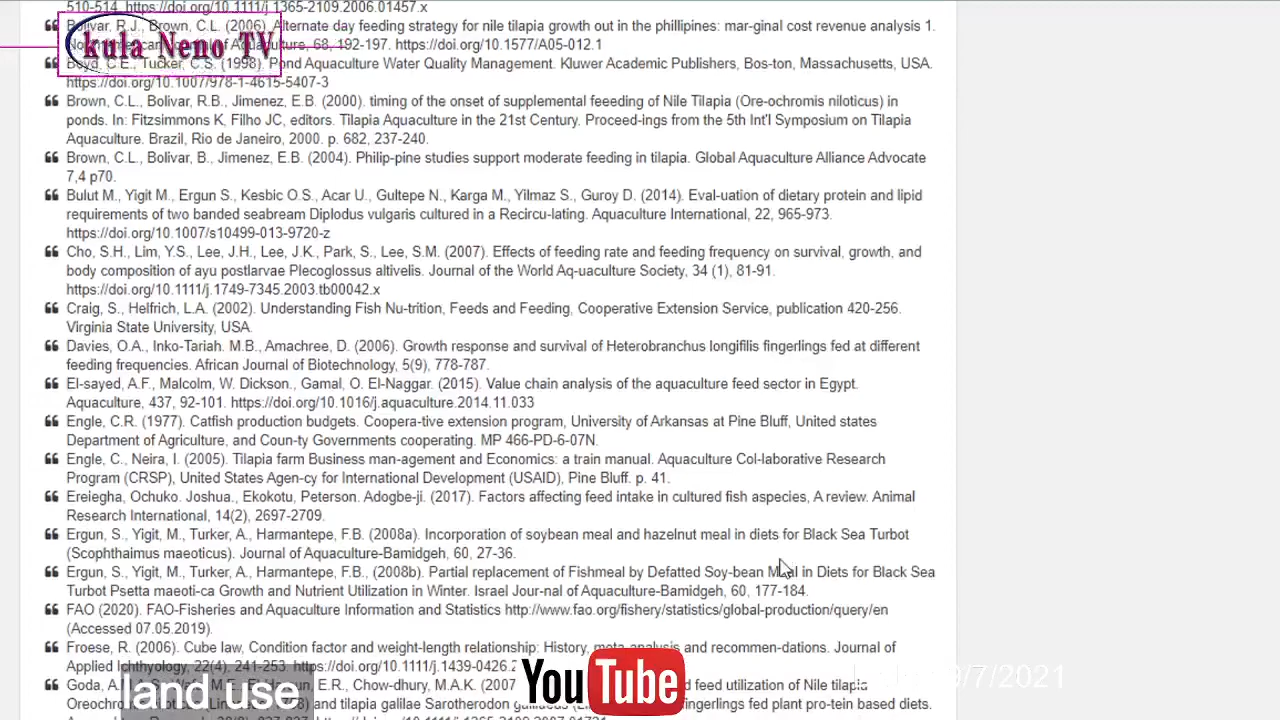 510-514. https://doi.org/10.1111/j.1365-2109.2006.01457.x
Bolivar, R.J., Brown, C.L. (2006). Alternate day feeding strategy for nile tilapia growth out in the phillipines: mar-ginal cost revenue analysis 1.
of Aquaculture, 68, 192-197. https://doi.org/10.1577/A05-012.1
kula Neno TV
Boyd, C.E., Tucker, C.S. (1998). Pond Aquaculture Water Quality Management. Kluwer Academic Publishers, Bos-ton, Massachusetts, USA.
https://doi.org/10.1007/978-1-4615-5407-3
Brown, C.L., Bolivar, R.B., Jimenez, E.B. (2000). timing of the onset of supplemental feeeding of Nile Tilapia (Ore-ochromis niloticus) in
ponds. In: Fitzsimmons K, Filho JC, editors. Tilapia Aquaculture in the 21st Century. Proceed-ings from the 5th Int'l Symposium on Tilapia
Aquaculture. Brazil, Rio de Janeiro, 2000. p. 682, 237-240.
Brown, C.L., Bolivar, B., Jimenez, E.B. (2004). Philip-pine studies support moderate feeding in tilapia. Global Aquaculture Alliance Advocate
7,4 p70.
Bulut M., Yigit M., Ergun S., Kesbic O.S., Acar U., Gultepe N., Karga M., Yilmaz S., Guroy D. (2014). Eval-uation of dietary protein and lipid
requirements of two banded seabream Diplodus vulgaris cultured in a Recircu-lating. Aquaculture International, 22, 965-973.
https://doi.org/10.1007/s10499-013-9720-z
Cho, S.H., Lim, Y.S., Lee, J.H., Lee, J.K., Park, S., Lee, S.M. (2007). Effects of feeding rate and feeding frequency on survival, growth, and
body composition of ayu postlarvae Plecoglossus altivelis. Journal of the World Aq-uaculture Society, 34 (1), 81-91.
https://doi.org/10.1111/j.1749-7345.2003.tb00042.x
Craig, S., Helfrich, L.A. (2002). Understanding Fish Nu-trition, Feeds and Feeding, Cooperative Extension Service, publication 420-256.
Virginia State University, USA.
Davies, O.A., Inko-Tariah. M.B., Amachree, D. (2006). Growth response and survival of Heterobranchus longifilis fingerlings fed at different
feeding frequencies. African Journal of Biotechnology, 5(9), 778-787.
El-sayed, A.F., Malcolm, W. Dickson., Gamal, O. El-Naggar. (2015). Value chain analysis of the aquaculture feed sector in Egypt.
Aquaculture, 437, 92-101. https://doi.org/10.1016/j.aquaculture.2014.11.033
Engle, C.R. (1977). Catfish production budgets. Coopera-tive extension program, University of Arkansas at Pine Bluff, United states
Department of Agriculture, and Coun-ty Governments cooperating. MP 466-PD-6-07N.
Engle, C., Neira, I. (2005). Tilapia farm Business man-agement and Economics: a train manual. Aquaculture Col-laborative Research
Program (CRSP), United States Agen-cy for International Development (USAID), Pine Bluff. p. 41.
Ereiegha, Ochuko. Joshua., Ekokotu, Peterson. Adogbe-ji. (2017). Factors affecting feed intake in cultured fish aspecies, A review. Animal
Research International, 14(2), 2697-2709.
Ergun, S., Yigit, M., Turker, A., Harmantepe, F.B. (2008a). Incorporation of soybean meal and hazelnut meal in diets for Black Sea Turbot
(Scophthaimus maeoticus). Journal of Aquaculture-Bamidgeh, 60, 27-36.
Ergun, S., Yigit, M., Turker, A., Harmantepe, F.B., (2008b). Partial replacement of Fishmeal by Defatted Soy-bean Meal in Diets for Black Sea
Turbot Psetta maeoti-ca Growth and Nutrient Utilization in Winter. Israel Jour-nal of Aquaculture-Bamidgeh, 60, 177-184.
FAO (2020). FAO-Fisheries and Aquaculture Information and Statistics http://www.fao.org/fishery/statistics/global-production/query/en
(Accessed 07.05.2019).
Froese, R. (2006). Cube law, Condition factor and weight-length relationship: History, meta-analysis and recommen-dations. Journal of
Applied Ichthyology, 22(4), 241-253. https://doi.org/10.1111/j.1439-0426.2
Goda, E.R., Chow-dhury, M.A.K. (2007 feed utilization of Nile tilapia
land use
YouTube
9/7/2021
and tilapia galilae Sarotherodon fingerlings fed plant pro-tein based diets.